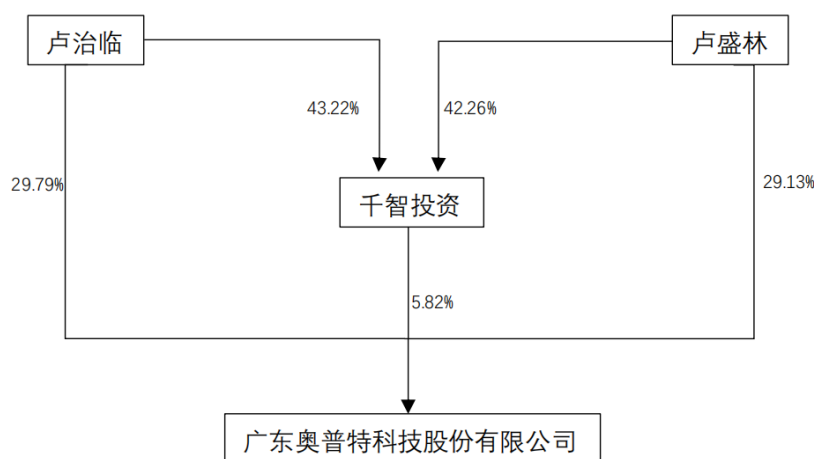 卢治临
卢盛林
43.22%
42.26%
29.79%
29.13%
千智投资
5.82%
广东奥普特科技股份有限公司